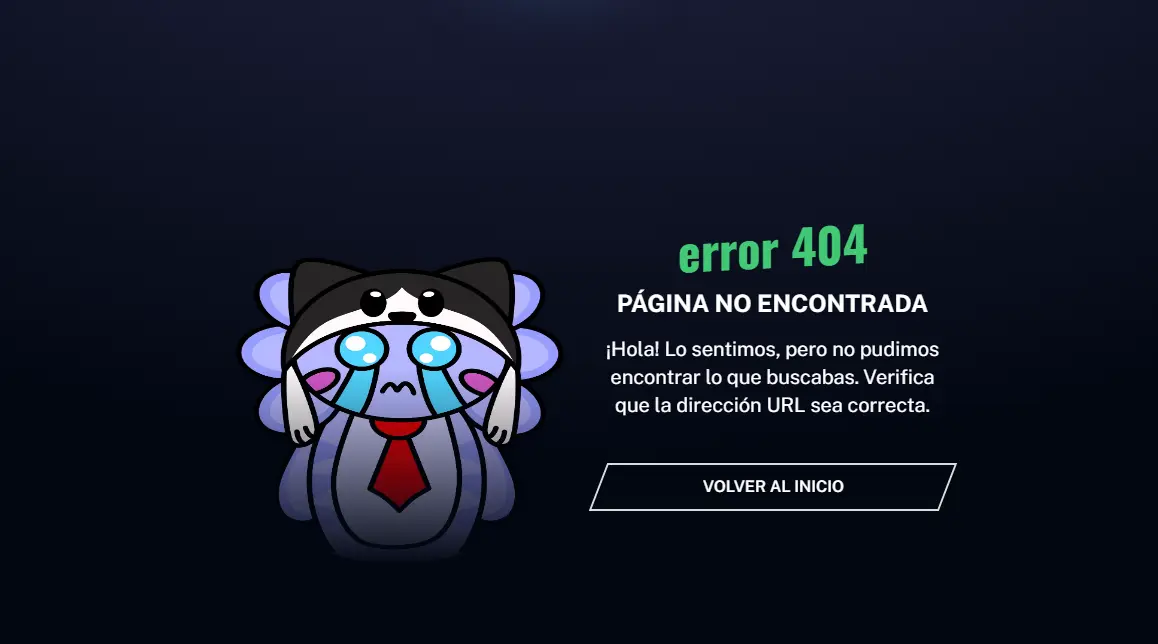 error 404
PÁGINA NO ENCONTRADA
¡Hola! Lo sentimos, pero no pudimos
encontrar lo que buscabas. Verifica
que la dirección URL sea correcta.
VOLVER AL INICIO